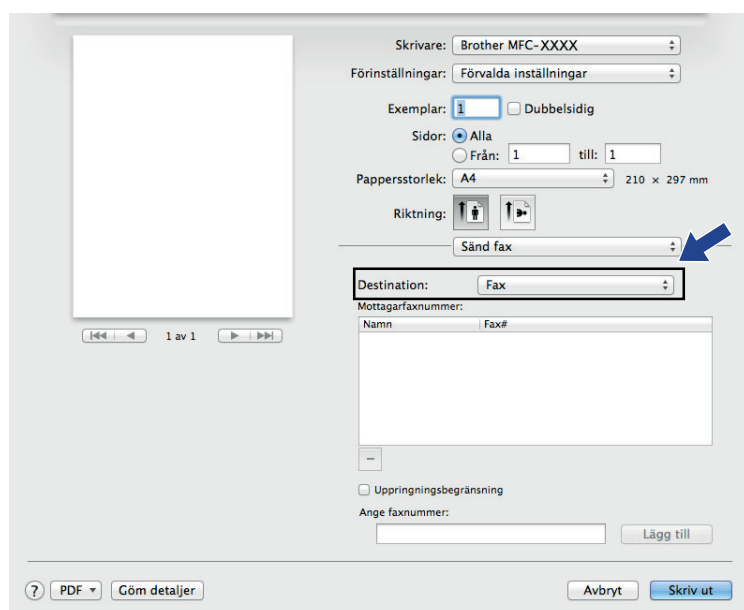 Skrivare: Brother MFC-XXXX
Förinställningar: Förvalda inställningar
Exemplar: 1 Dubbelsidig
Sidor: Alla
Från: 1 till: 1
Pappersstorlek: A4 210 × 297 mm
Riktning:
Sänd fax
Destination: Fax
Mottagarfaxnummer:
Namn Fax#
1 av 1
Uppringningsbegränsning
Ange faxnummer:
Lägg till
? PDF Göm detaljer Avbryt Skriv ut